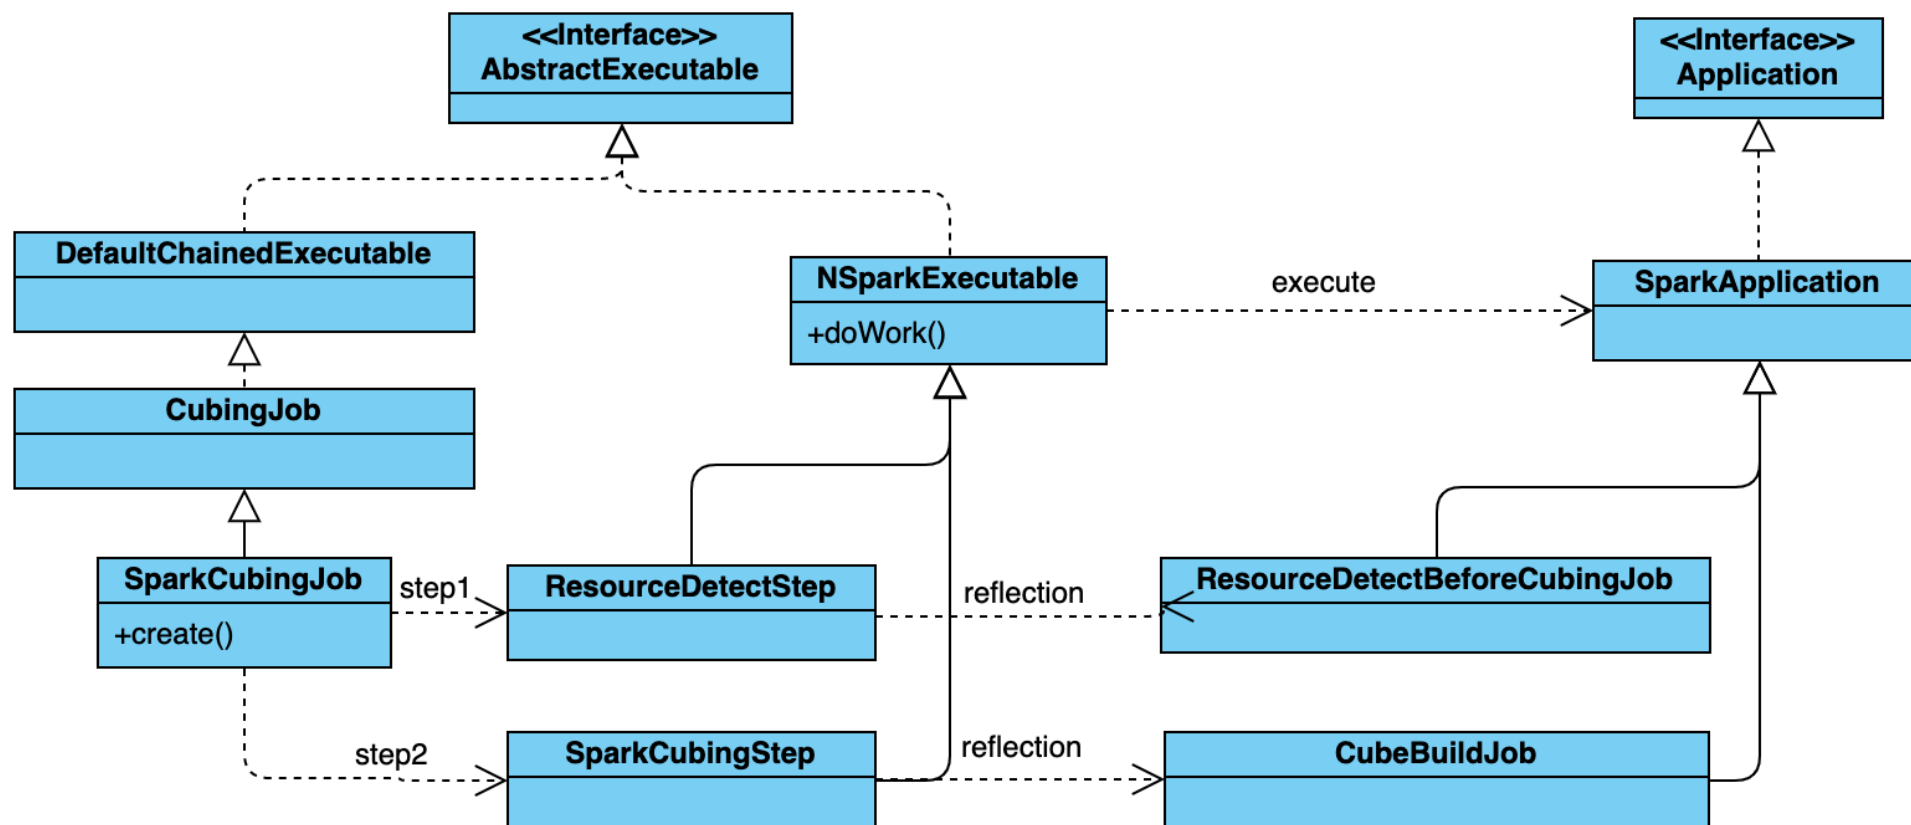 <<Interface>>
AbstractExecutable
<<Interface>>
Application
DefaultChainedExecutable
NSparkExecutable
+doWork()
execute
SparkApplication
CubingJob
SparkCubingJob
+create()
step1
ResourceDetectStep
reflection
ResourceDetectBeforeCubingJob
step2
SparkCubingStep
reflection
CubeBuildJob